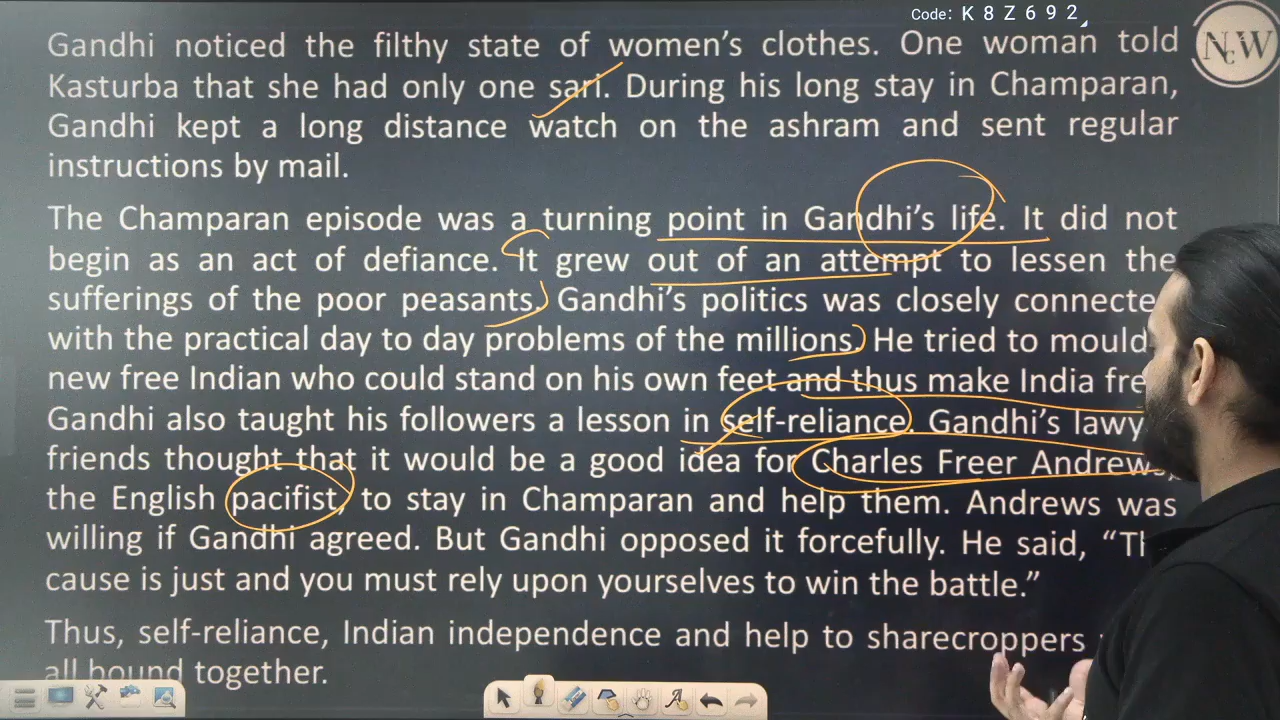 Code: K 8 Z 6 9 2
NcW
Gandhi noticed the filthy state of women's clothes. One woman told
Kasturba that she had only one sari. During his long stay in Champaran,
Gandhi kept a long distance watch on the ashram and sent regular
instructions by mail.
The Champaran episode was a turning point in Gandhi's life. It did not
begin as an act of defiance. It grew out of an attempt to lessen the
sufferings of the poor peasants. Gandhi's politics was closely
with the practical day to day problems of the millions. He tried to mould
new free Indian who could stand on his own feet and thus make India
Gandhi also taught his followers a lesson in self-reliance. Gandhi's
friends thought that it would be a good idea for Charles Freer Andrews,
the English pacifist, to stay in Champaran and help them. Andrews was
willing if Gandhi agreed. But Gandhi opposed it forcefully. He said,
cause is just and you must rely upon yourselves to win the battle.”
Thus, self-reliance, Indian independence and help to sharecroppers
all bound together.